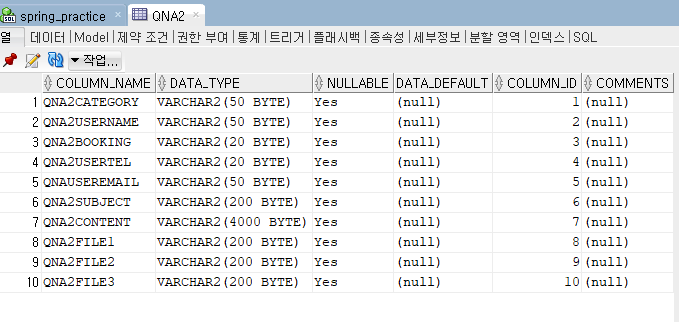 SQL spring_practice × QNA2 ×
열 데이터 | Model | 제약 조건 | 권한 부여 | 통계 | 트리거 | 플래시백 | 종속성 | 세부정보 | 분할 영역 | 인덱스 | SQL
작업...
COLUMN_NAME DATA_TYPE NULLABLE DATA_DEFAULT COLUMN_ID COMMENTS
1 QNA2CATEGORY VARCHAR2(50 BYTE) Yes (null) 1 (null)
2 QNA2USERNAME VARCHAR2(50 BYTE) Yes (null) 2 (null)
3 QNA2BOOKING VARCHAR2(20 BYTE) Yes (null) 3 (null)
4 QNA2USERTEL VARCHAR2(20 BYTE) Yes (null) 4 (null)
5 QNAUSEREMAIL VARCHAR2(50 BYTE) Yes (null) 5 (null)
6 QNA2SUBJECT VARCHAR2(200 BYTE) Yes (null) 6 (null)
7 QNA2CONTENT VARCHAR2(4000 BYTE) Yes (null) 7 (null)
8 QNA2FILE1 VARCHAR2(200 BYTE) Yes (null) 8 (null)
9 QNA2FILE2 VARCHAR2(200 BYTE) Yes (null) 9 (null)
10 QNA2FILE3 VARCHAR2(200 BYTE) Yes (null) 10 (null)